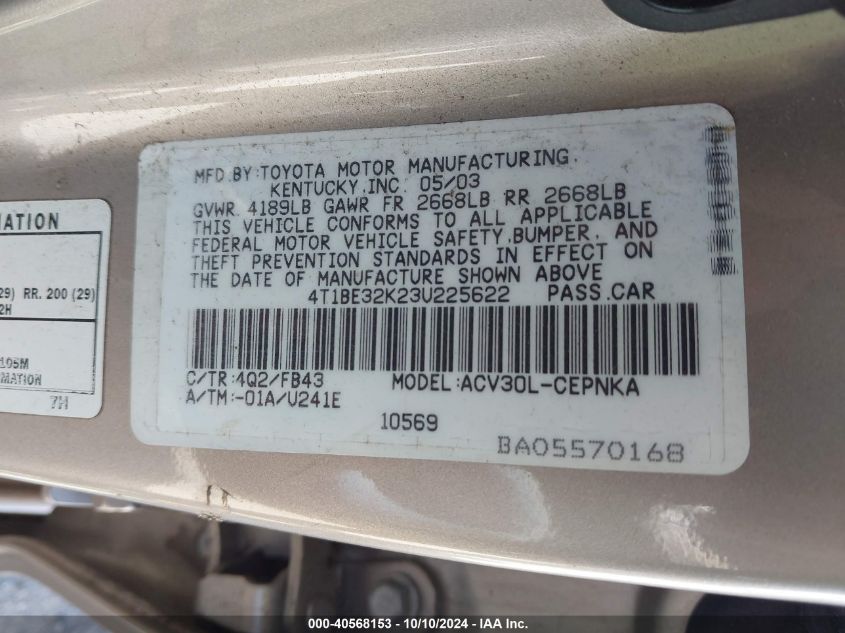 MFD.BY:TOYOTA MOTOR MANUFACTURING.
KENTUCKY.INC. 05/03
GVWR. 4189LB GAWR FR 2668LB RR 2668LB
THIS VEHICLE CONFORMS TO ALL APPLICABLE
FEDERAL MOTOR VEHICLE SAFETY.BUMPER. AND
THEFT PREVENTION STANDARDS IN EFFECT ON
THE DATE OF MANUFACTURE SHOWN ABOVE
4T1BE32K23U225622 PASS.CAR
C/TR:4Q2/FB43 MODEL:ACV30L-CEPNKA
A/TM:-01A/U241E
10569
BA05570168
29) RR. 200 (29)
2H
105M
7H
000-40568153 - 10/10/2024 - IAA Inc.